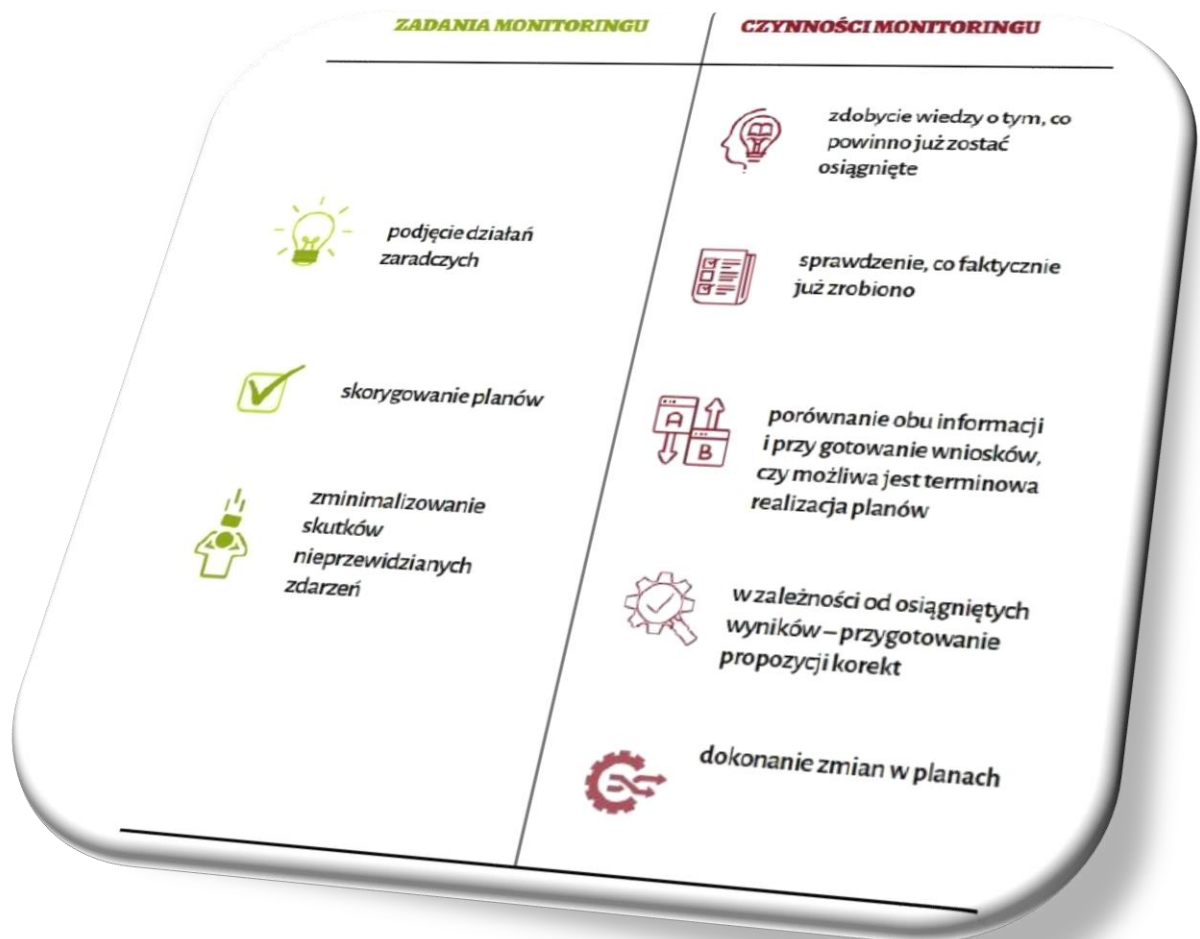 ZADANIA MONITORINGU
podjęcie działań
zaradczych
skorygowanie planów
zminimalizowanie
skutków
nieprzewidzianych
zdarzeń
CZYNNOŚCI MONITORINGU
zdobycie wiedzy o tym, co
powinno już zostać
osiągnięte
sprawdzenie, co faktycznie
już zrobiono
A
B
porównanie obu informacji
i przy gotowanie wniosków,
czy możliwa jest terminowa
realizacja planów
w zależności od osiągniętych
wyników – przygotowanie
propozycji korekt
dokonanie zmian w planach